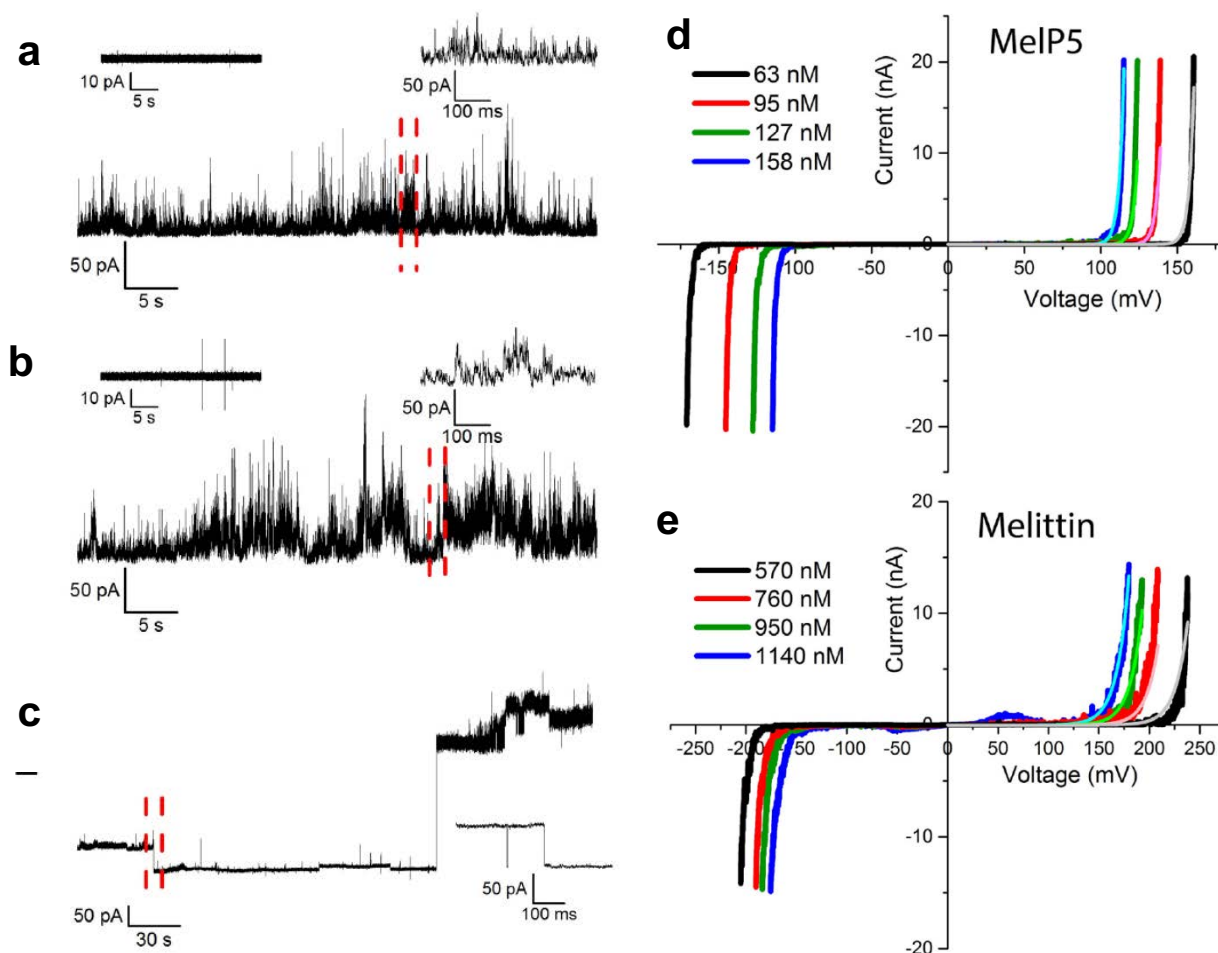 a
10 pA
5 s
50 pA
100 ms
50 pA
5 s
b
10 pA
5 s
50 pA
100 ms
50 pA
5 s
c
50 pA
30 s
50 pA
100 ms
d
MelP5
63 nM
95 nM
127 nM
158 nM
Current (nA)
20
10
0
-10
-20
-150
-100
-50
0
50
100
150
Voltage (mV)
e
Melittin
570 nM
760 nM
950 nM
1140 nM
Current (nA)
20
10
0
-10
-20
-250
-200
-150
-100
-50
0
50
100
150
200
250
Voltage (mV)